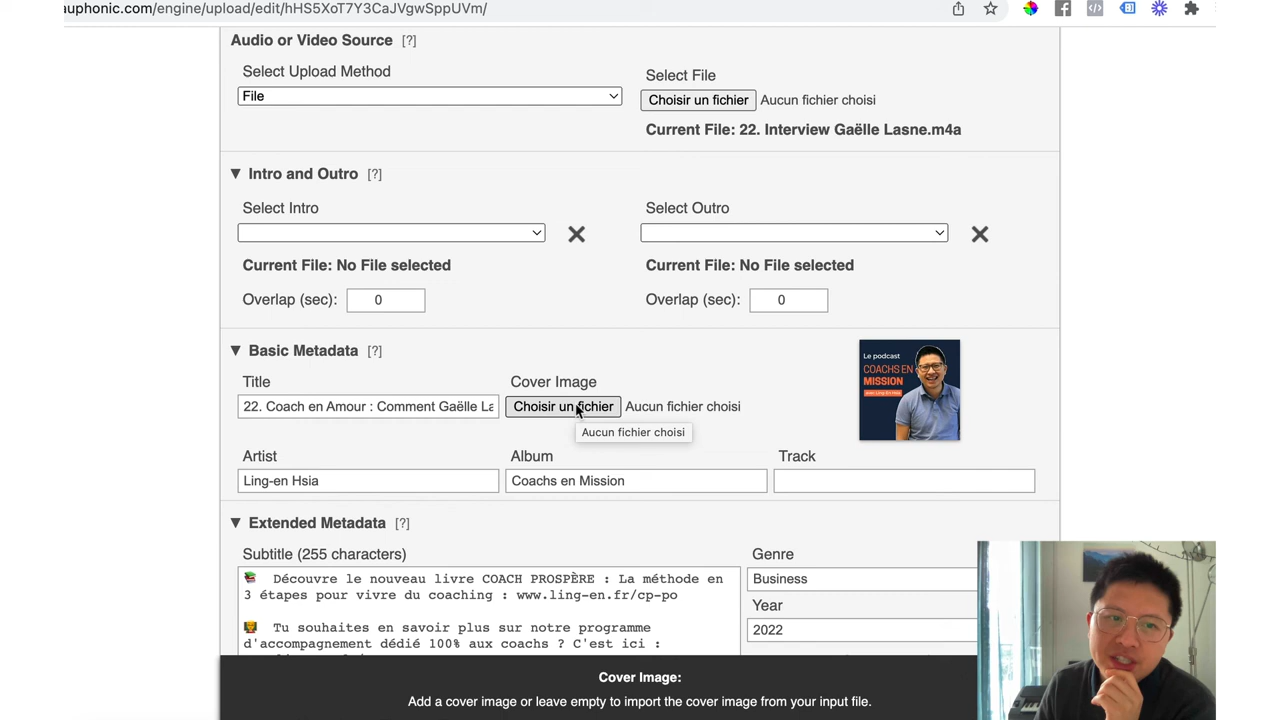 auphonic.com/engine/upload/edit/hHS5XoT7Y3CaJVgwSppUVm/
Audio or Video Source [?]
Select Upload Method
Select File
File
Choisir un fichier Aucun fichier choisi
Current File: 22. Interview Gaëlle Lasne.m4a
▼ Intro and Outro [?]
Select Intro
Select Outro
Current File: No File selected
Current File: No File selected
Overlap (sec): 0
Overlap (sec): 0
▼ Basic Metadata [?]
Title
Cover Image
22. Coach en Amour : Comment Gaëlle La
Choisir un fichier Aucun fichier choisi
Aucun fichier choisi
Le podcast
COACHS EN
MISSION
Artist
Album
Track
Ling-en Hsia
Coachs en Mission
▼ Extended Metadata [?]
Subtitle (255 characters)
Genre
📚 Découvre le nouveau livre COACH PROSPÈRE : La méthode en
3 étapes pour vivre du coaching : www.ling-en.fr/cp-po
Business
Year
Tu souhaites en savoir plus sur notre programme
d'accompagnement dédié 100% aux coachs ? C'est ici :
2022
Cover Image:
Add a cover image or leave empty to import the cover image from your input file.